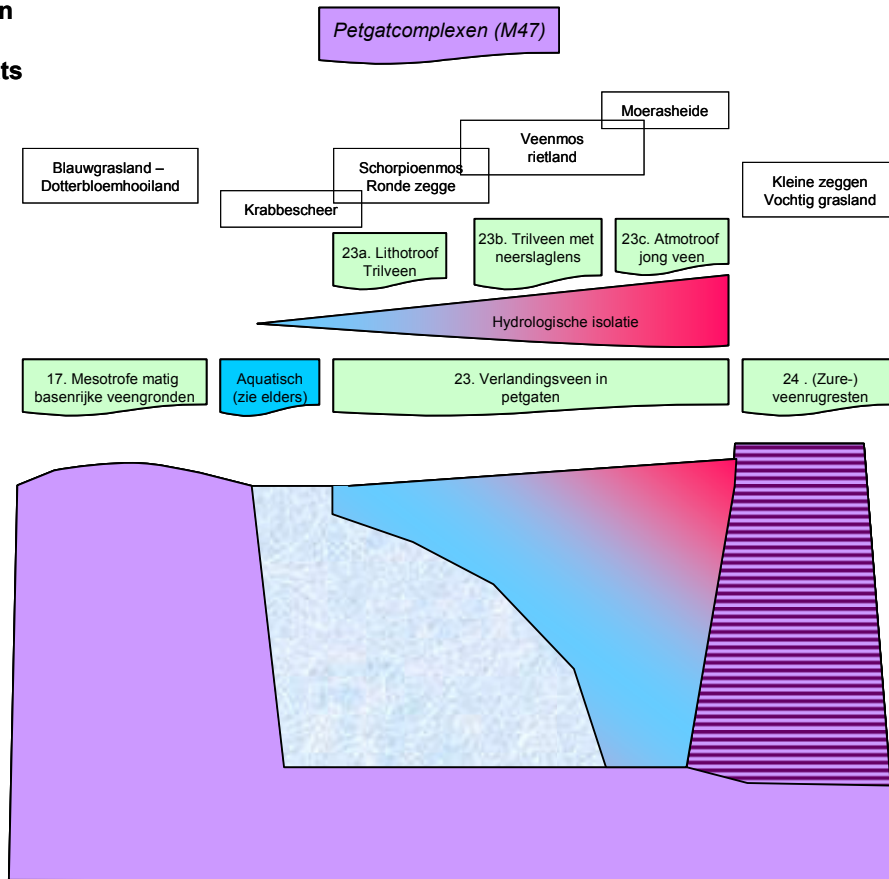 n
ts
Petgatcomplexen (M47)
Moerasheide
Veenmos
rietland
Blauwgrasland –
Dotterbloemhooiland
Schorpioenmos
Ronde zegge
Kleine zeggen
Vochtig grasland
Krabbescheer
23a. Lithotroof
Trilveen
23b. Trilveen met
neerslaglens
23c. Atmotroof
jong veen
Hydrologische isolatie
17. Mesotrofe matig
basenrijke veengronden
Aquatisch
(zie elders)
23. Verlandingsveen in
petgaten
24 . (Zure-)
veenrugresten